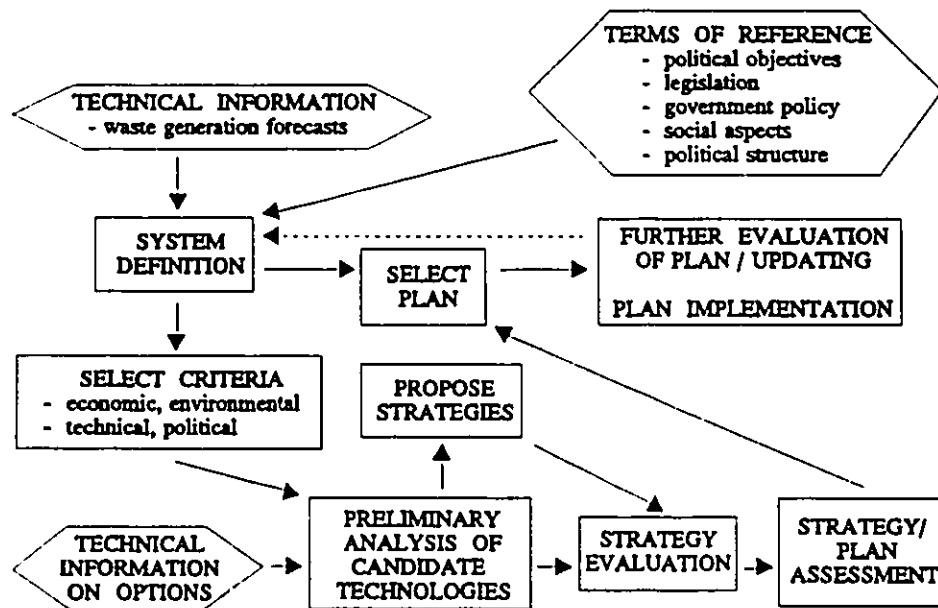 TERMS OF REFERENCE
- political objectives
- legislation
- government policy
- social aspects
- political structure
TECHNICAL INFORMATION
- waste generation forecasts
SYSTEM
DEFINITION
SELECT
PLAN
FURTHER EVALUATION
OF PLAN / UPDATING
PLAN IMPLEMENTATION
SELECT CRITERIA
- economic, environmental
- technical, political
PROPOSE
STRATEGIES
TECHNICAL
INFORMATION
ON OPTIONS
PRELIMINARY
ANALYSIS OF
CANDIDATE
TECHNOLOGIES
STRATEGY
EVALUATION
STRATEGY/
PLAN
ASSESSMENT